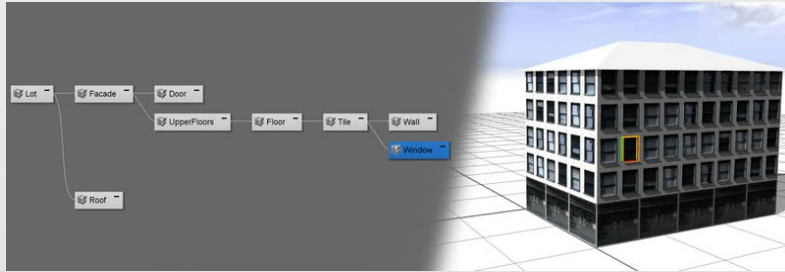 Lot
Facade
Door
UpperFloors
Floor
Tile
Wall
Window
Roof